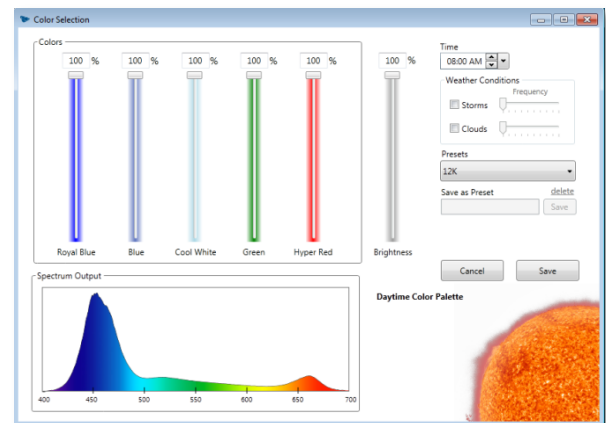 Color Selection
Colors
100 % 100 % 100 % 100 % 100 % 100 %
Royal Blue Blue Cool White Green Hyper Red Brightness
Time
08:00 AM
Weather Conditions
Frequency
Storms
Clouds
Presets
12K
Save as Preset delete
Save
Cancel Save
Spectrum Output
400 450 500 550 600 650 700
Daytime Color Palette